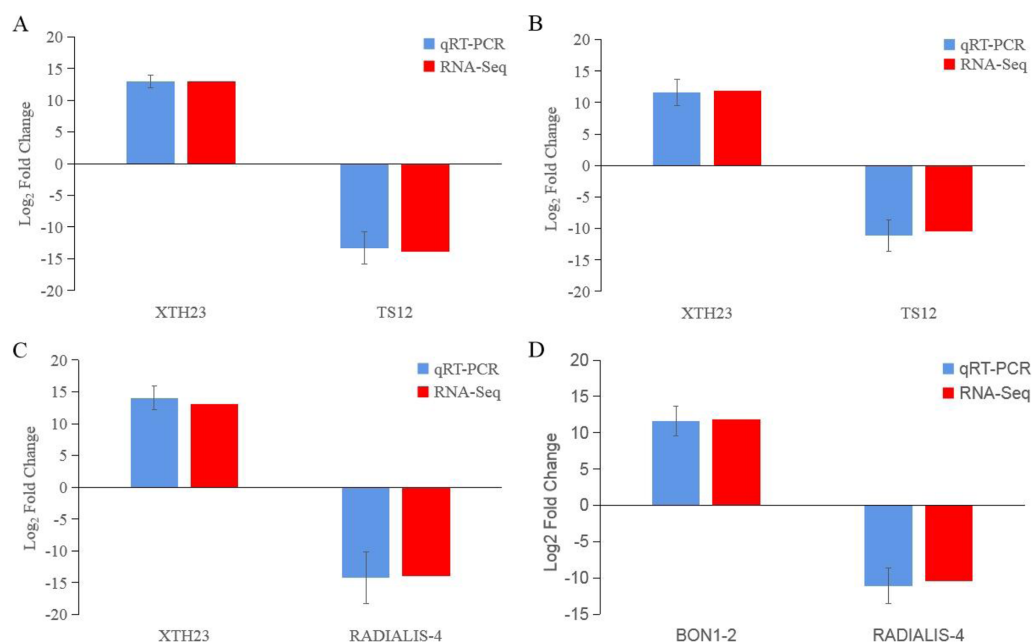 A
qRT-PCR
RNA-Seq
Log₂ Fold Change
20
15
10
5
0
-5
-10
-15
-20
XTH23
TS12
B
qRT-PCR
RNA-Seq
Log₂ Fold Change
20
15
10
5
0
-5
-10
-15
-20
XTH23
TS12
C
qRT-PCR
RNA-Seq
Log₂ Fold Change
20
15
10
5
0
-5
-10
-15
-20
XTH23
RADIALIS-4
D
qRT-PCR
RNA-Seq
Log2 Fold Change
20
15
10
5
0
-5
-10
-15
BON1-2
RADIALIS-4